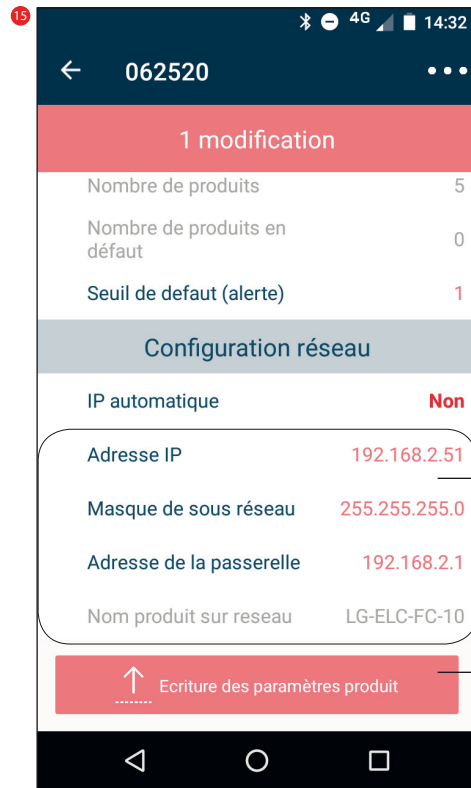 15
4G 14:32
062520
1 modification
Nombre de produits 5
Nombre de produits en
défaut 0
Seuil de defaut (alerte) 1
Configuration réseau
IP automatique Non
Adresse IP 192.168.2.51
Masque de sous réseau 255.255.255.0
Adresse de la passerelle 192.168.2.1
Nom produit sur reseau LG-ELC-FC-10
Ecriture des paramètres produit